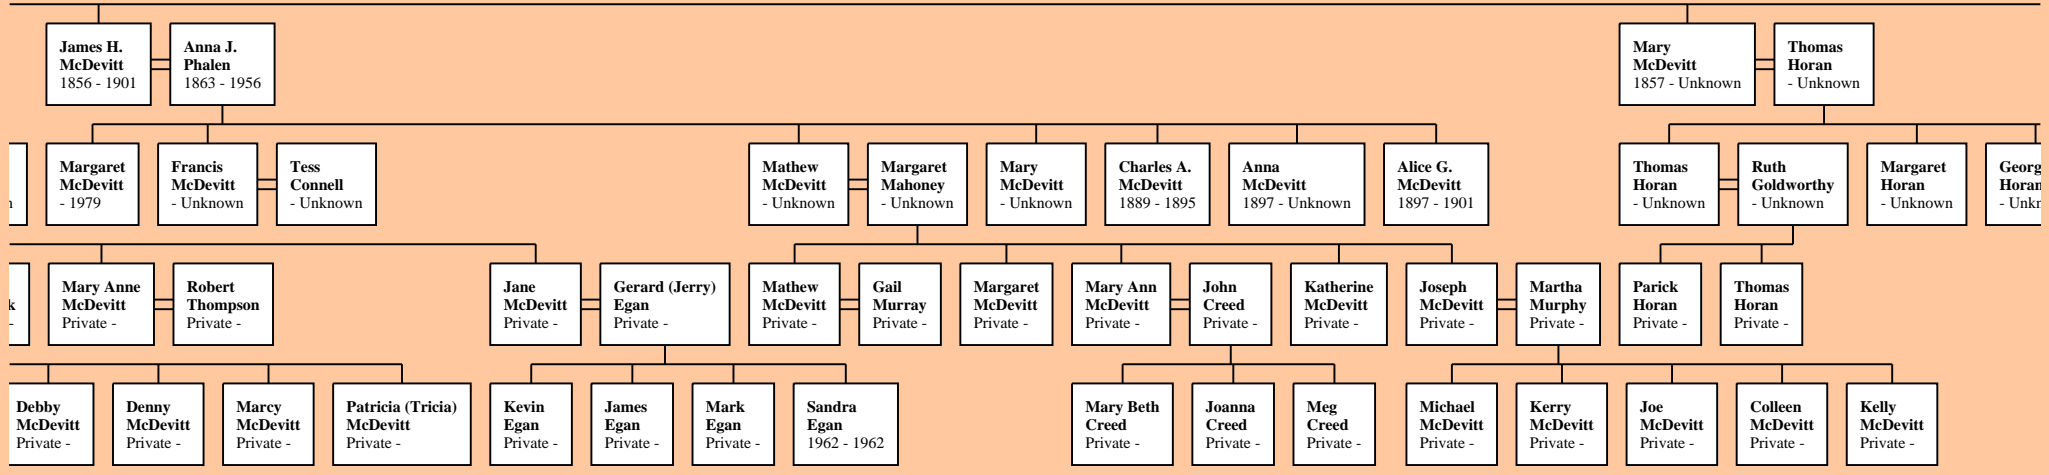 James H.
McDevitt
1856 - 1901
Anna J.
Phalen
1863 - 1956
Mary
McDevitt
1857 - Unknown
Thomas
Horan
- Unknown
Margaret
McDevitt
- 1979
Francis
McDevitt
- Unknown
Tess
Connell
- Unknown
Mathew
McDevitt
- Unknown
Margaret
Mahoney
- Unknown
Mary
McDevitt
- Unknown
Charles A.
McDevitt
1889 - 1895
Anna
McDevitt
1897 - Unknown
Alice G.
McDevitt
1897 - 1901
Thomas
Horan
- Unknown
Ruth
Goldworthy
- Unknown
Margaret
Horan
- Unknown
Georg
Horan
- Unkn
Mary Anne
McDevitt
Private -
Robert
Thompson
Private -
Jane
McDevitt
Private -
Gerard (Jerry)
Egan
Private -
Mathew
McDevitt
Private -
Gail
Murray
Private -
Margaret
McDevitt
Private -
Mary Ann
McDevitt
Private -
John
Creed
Private -
Katherine
McDevitt
Private -
Joseph
McDevitt
Private -
Martha
Murphy
Private -
Parick
Horan
Private -
Thomas
Horan
Private -
Debby
McDevitt
Private -
Denny
McDevitt
Private -
Marcy
McDevitt
Private -
Patricia (Tricia)
McDevitt
Private -
Kevin
Egan
Private -
James
Egan
Private -
Mark
Egan
Private -
Sandra
Egan
1962 - 1962
Mary Beth
Creed
Private -
Joanna
Creed
Private -
Meg
Creed
Private -
Michael
McDevitt
Private -
Kerry
McDevitt
Private -
Joe
McDevitt
Private -
Colleen
McDevitt
Private -
Kelly
McDevitt
Private -